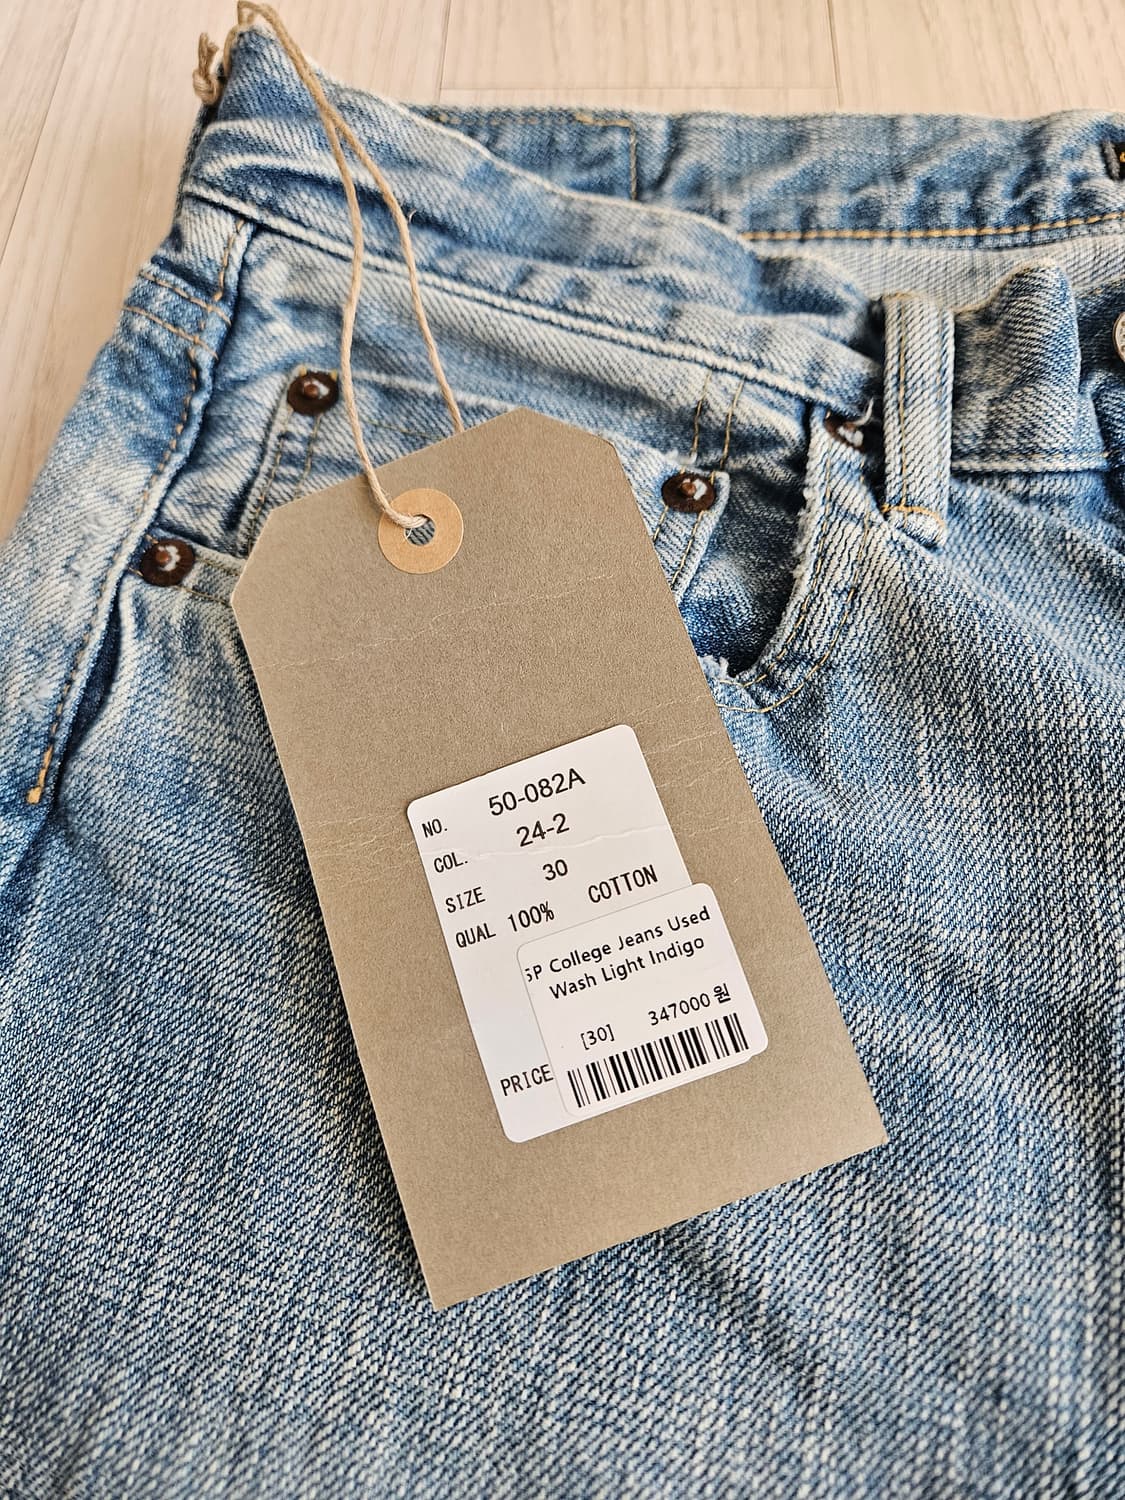 NO. 50-082A
COL. 24-2
SIZE 30
QUAL 100% COTTON
5P College Jeans Used
Wash Light Indigo
[30] 347000 원
PRICE